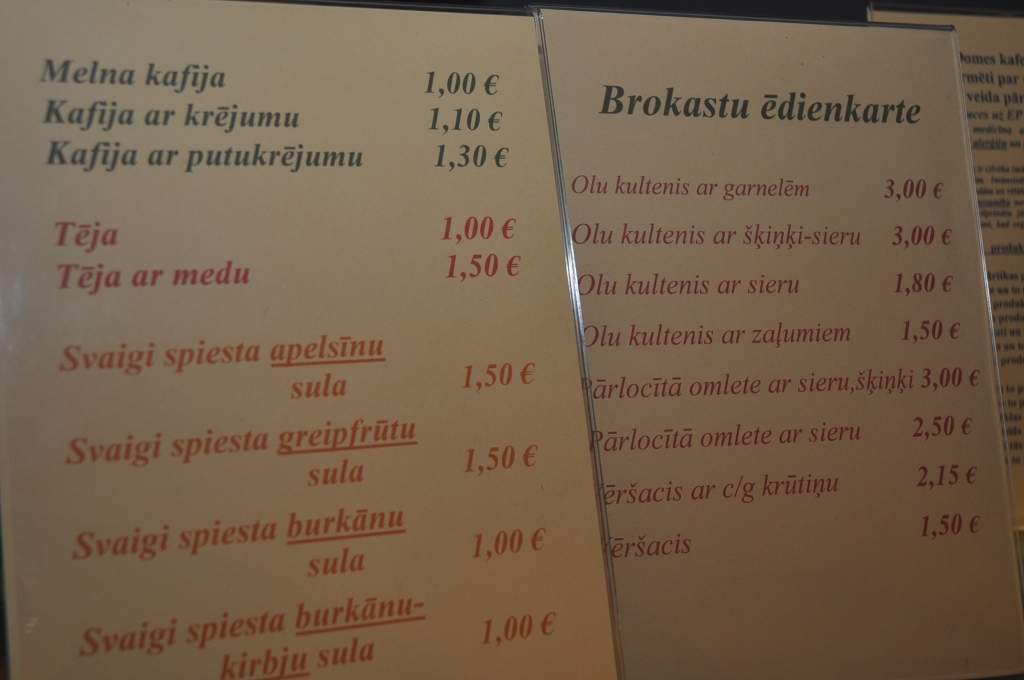 Melna kafija 1,00 €
Kafija ar krējumu 1,10 €
Kafija ar putukrējumu 1,30 €
Tēja 1,00 €
Tēja ar medu 1,50 €
Svaigi spiesta apelsīnu
sula 1,50 €
Svaigi spiesta greipfrūtu
sula 1,50 €
Svaigi spiesta burkānu
sula 1,00 €
Svaigi spiesta burkānu-
kirbju sula 1,00 €
Brokastu ēdienkarte
Olu kultenis ar garnelēm 3,00 €
Olu kultenis ar šķiņķi-sieru 3,00 €
Olu kultenis ar sieru 1,80 €
Olu kultenis ar zaļumiem 1,50 €
Pārlocītā omlete ar sieru,šķiņķi 3,00 €
Pārlocītā omlete ar sieru 2,50 €
Vēršacis ar c/g krūtiņu 2,15 €
Vēršacis 1,50 €